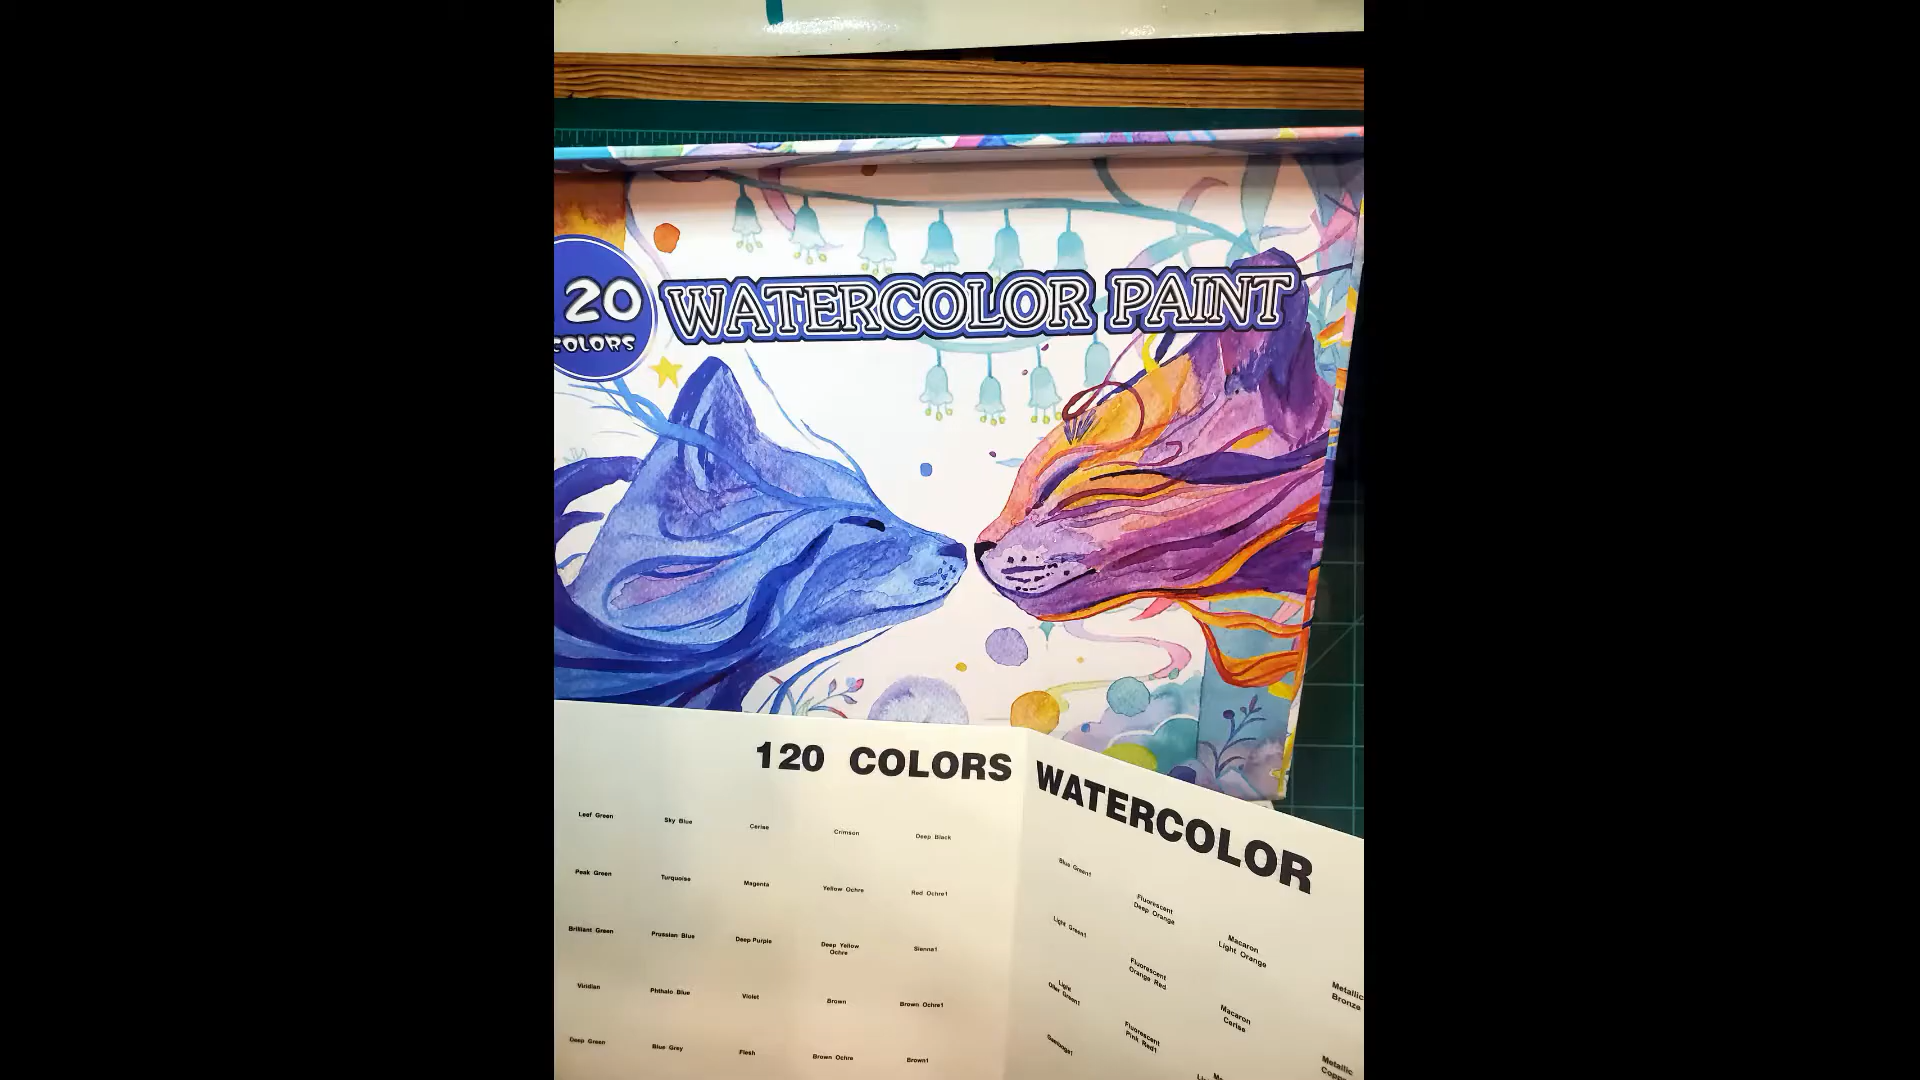 20
COLORS
WATERCOLOR PAINT
120 COLORS WATERCOLOR
Leaf Green Sky Blue Cerise Crimson Deep Black
Peak Green Turquoise Magenta Yellow Ochre Red Ochre1
Brilliant Green Prussian Blue Deep Purple Deep Yellow
Ochre Sienna1
Viridian Phthalo Blue Violet Brown Brown Ochre1
Deep Green Blue Grey Flesh Brown Ochre Brown1
Blue Green1 Fluorescent
Deep Orange Macaron
Light Orange Metallic
Bronze
Light Green1 Fluorescent
Orange Red Macaron
Cerise Metallic
Light
Green1 Fluorescent
Pink Red1